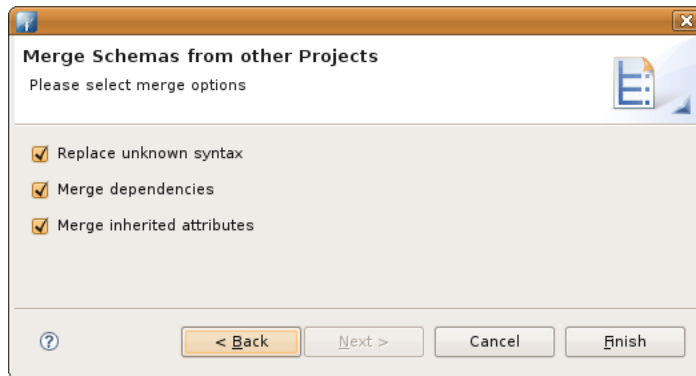 Merge Schemas from other Projects
Please select merge options
Replace unknown syntax
Merge dependencies
Merge inherited attributes
< Back Next > Cancel Finish